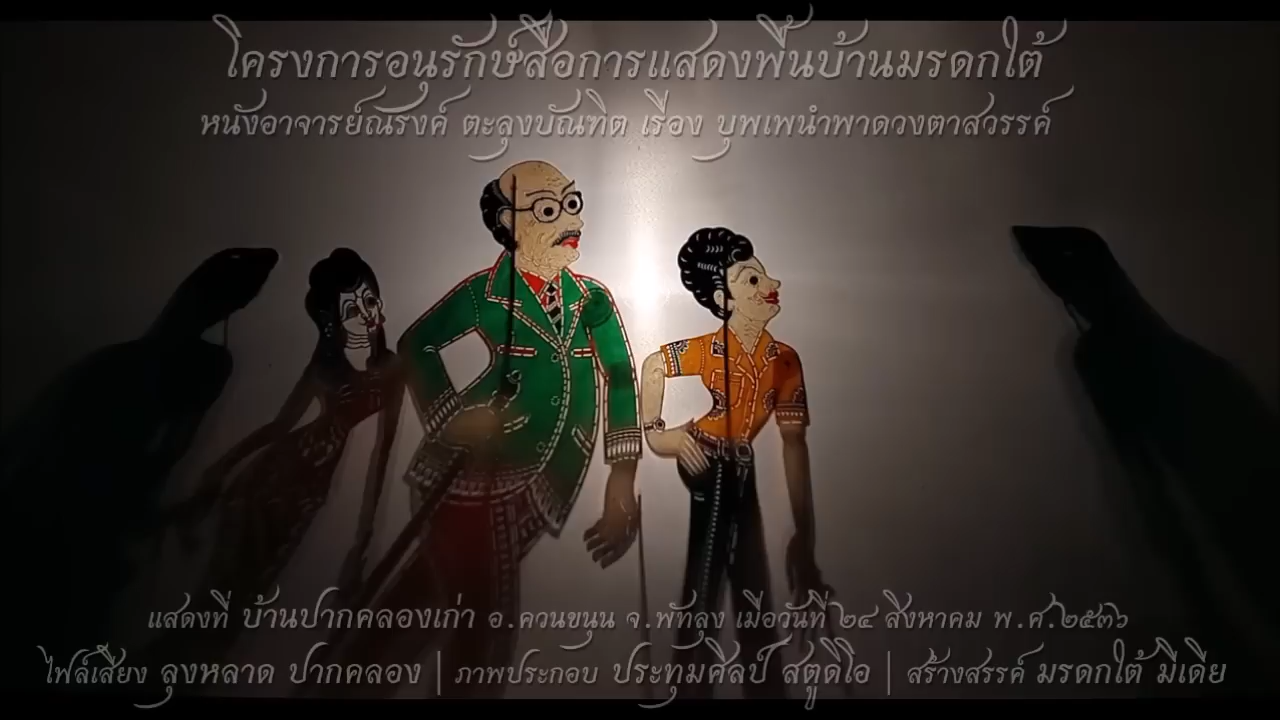 โครงการอนุรักษ์สื่อการแสดงพื้นบ้านมรดกใต้
หนังอาจารย์ณรงค์ ตะลุงบัณฑิต เรื่อง บุพเพนำพาดวงตาสวรรค์
แสดงที่ บ้านปากคลองเก่า อ.ควนขนุน จ.พัทลุง เมื่อวันที่ ๒๔ สิงหาคม พ.ศ.๒๕๓๖
ไฟล์เสียง ลุงหลาด ปากคลอง | ภาพประกอบ ประทุมศิลป์ สตูดิโอ | สร้างสรรค์ มรดกใต้ มีเดีย